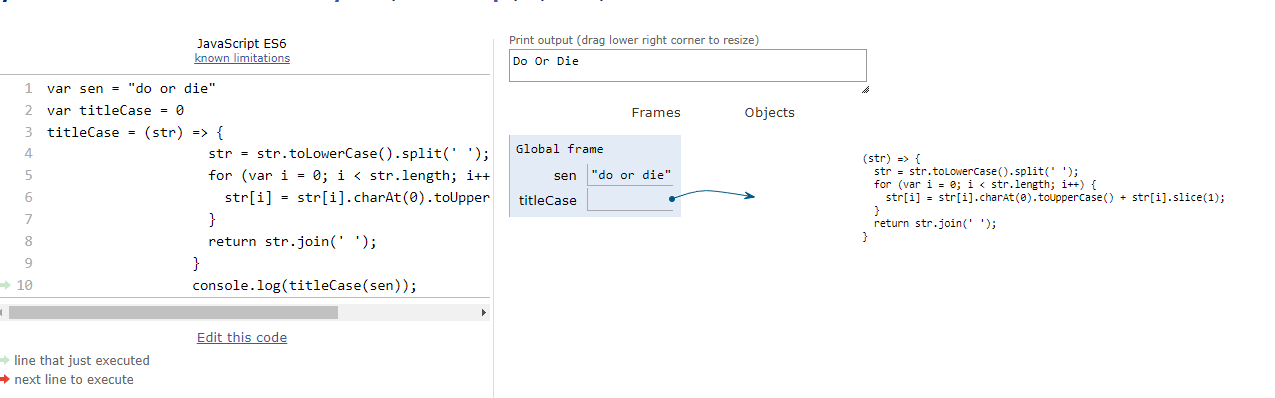 JavaScript ES6
known limitations
1 var sen = "do or die"
2 var titleCase = 0
3 titleCase = (str) => {
4 str = str.toLowerCase().split(' ');
5 for (var i = 0; i < str.length; i++
6 str[i] = str[i].charAt(0).toUpper
7 }
8 return str.join(' ');
9 }
10 console.log(titleCase(sen));
Edit this code
line that just executed
next line to execute
Print output (drag lower right corner to resize)
Do Or Die
Frames Objects
Global frame
sen "do or die"
titleCase
(str) => {
str = str.toLowerCase().split(' ');
for (var i = 0; i < str.length; i++) {
str[i] = str[i].charAt(0).toUpperCase() + str[i].slice(1);
}
return str.join(' ');
}